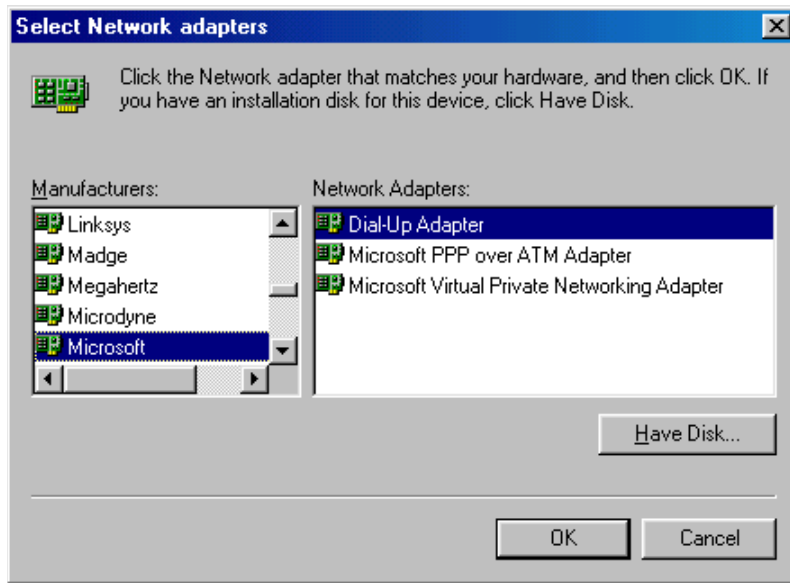 Select Network adapters
Click the Network adapter that matches your hardware, and then click OK. If
you have an installation disk for this device, click Have Disk.
Manufacturers:
Linksys
Madge
Megahertz
Microdyne
Microsoft
Network Adapters:
Dial-Up Adapter
Microsoft PPP over ATM Adapter
Microsoft Virtual Private Networking Adapter
Have Disk...
OK
Cancel